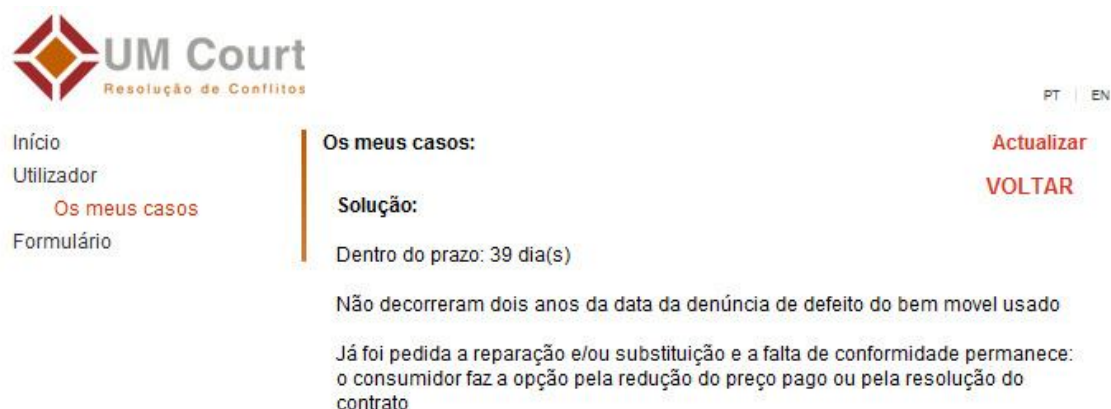 UM Court
Resolução de Conflitos
PT | EN
Início
Utilizador
Os meus casos
Formulário
Os meus casos:
Actualizar
VOLTAR
Solução:
Dentro do prazo: 39 dia(s)
Não decorreram dois anos da data da denúncia de defeito do bem movel usado
Já foi pedida a reparação e/ou substituição e a falta de conformidade permanece:
o consumidor faz a opção pela redução do preço pago ou pela resolução do
contrato